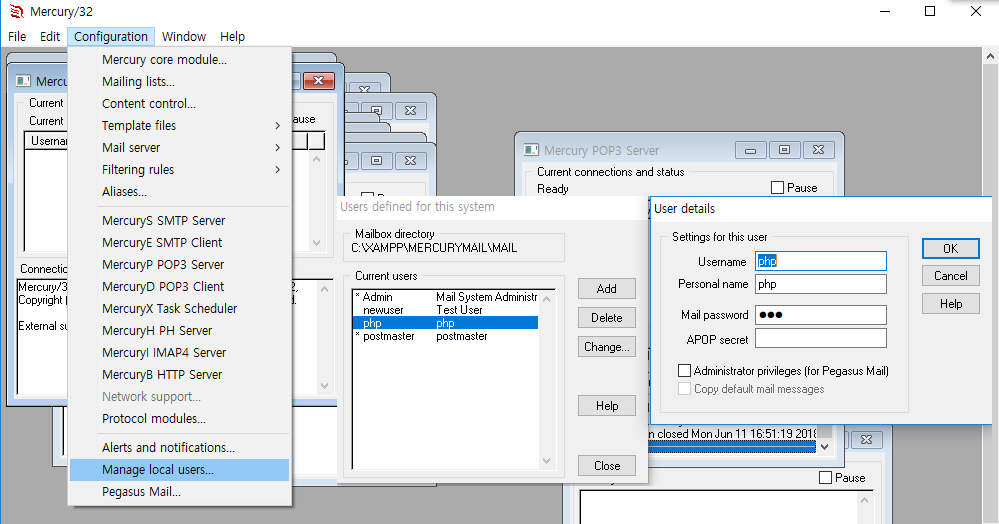 Mercury/32
File Edit Configuration Window Help
Mercury core module...
Mailing lists...
Content control...
Template files
Mail server
Filtering rules
Aliases...
MercuryS SMTP Server
MercuryE SMTP Client
MercuryP POP3 Server
MercuryD POP3 Client
MercuryX Task Scheduler
MercuryH PH Server
MercuryI IMAP4 Server
MercuryB HTTP Server
Network support...
Protocol modules...
Alerts and notifications...
Manage local users...
Pegasus Mail...
Current
Current
Mercury/3
Copyright
External su
Mercury POP3 Server
Current connections and status
Ready
Pause
Users defined for this system
Mailbox directory
C:\XAMPP\MERCURYMAIL\MAIL
Current users
* Admin Mail System Administr
newuser Test User
php php
* postmaster postmaster
Add
Delete
Change...
Help
Close
User details
Settings for this user
Username php
Personal name php
Mail password ●●●
APOP secret
Administrator privileges (for Pegasus Mail)
Copy default mail messages
OK
Cancel
Help
n closed Mon Jun 11 16:51:19 2018
Pause